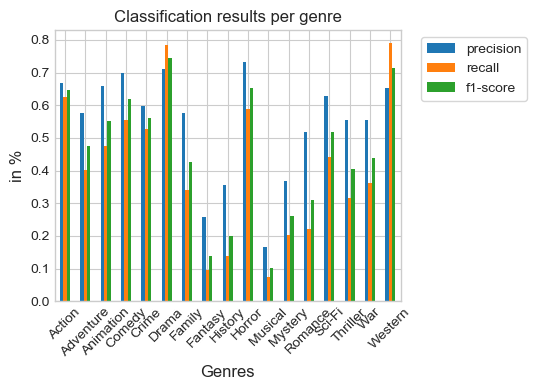 Classification results per genre
precision
recall
f1-score
in %
0.8
0.7
0.6
0.5
0.4
0.3
0.2
0.1
0.0
Action
Adventure
Animation
Comedy
Crime
Drama
Family
Fantasy
History
Horror
Musical
Mystery
Romance
Sci-Fi
Thriller
War
Western
Genres